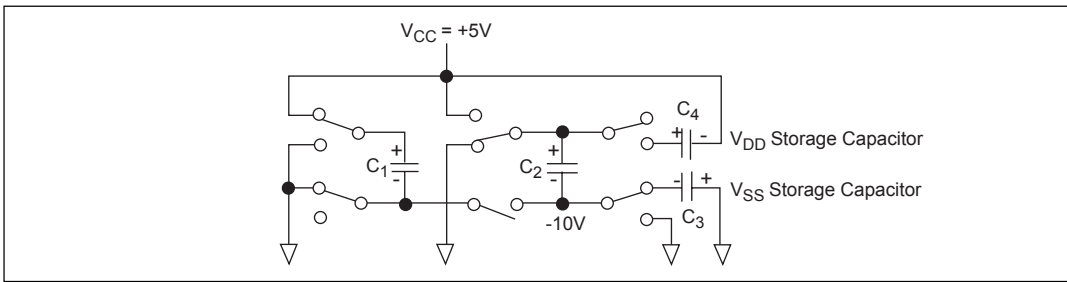 V_CC = +5V
C_4
+
-
V_DD Storage Capacitor
+
C_1
-
+
C_2
-
-
+
V_SS Storage Capacitor
C_3
-10V